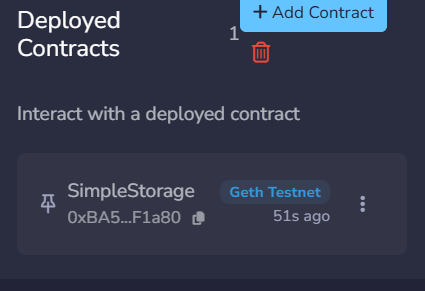 Deployed
Contracts
1
+ Add Contract
Interact with a deployed contract
SimpleStorage
Geth Testnet
0xBA5...F1a80
51s ago